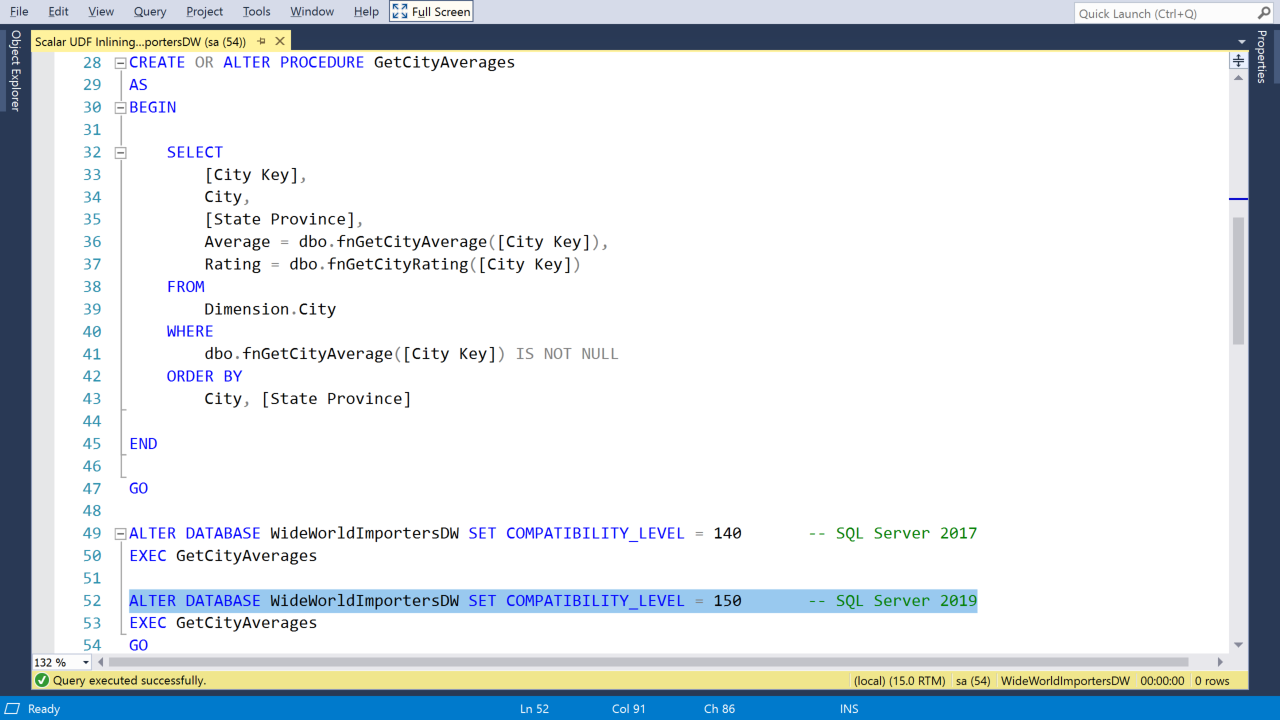 File Edit View Query Project Tools Window Help Full Screen Quick Launch (Ctrl+Q)
Object Explorer
Scalar UDF Inlining...portersDW (sa (54))
Properties
28 CREATE OR ALTER PROCEDURE GetCityAverages
29 AS
30 BEGIN
31
32 SELECT
33 [City Key],
34 City,
35 [State Province],
36 Average = dbo.fnGetCityAverage([City Key]),
37 Rating = dbo.fnGetCityRating([City Key])
38 FROM
39 Dimension.City
40 WHERE
41 dbo.fnGetCityAverage([City Key]) IS NOT NULL
42 ORDER BY
43 City, [State Province]
44
45 END
46
47 GO
48
49 ALTER DATABASE WideWorldImportersDW SET COMPATIBILITY_LEVEL = 140 -- SQL Server 2017
50 EXEC GetCityAverages
51
52 ALTER DATABASE WideWorldImportersDW SET COMPATIBILITY_LEVEL = 150 -- SQL Server 2019
53 EXEC GetCityAverages
54 GO
132 %
Query executed successfully. (local) (15.0 RTM) sa (54) WideWorldImportersDW 00:00:00 0 rows
Ready Ln 52 Col 91 Ch 86 INS